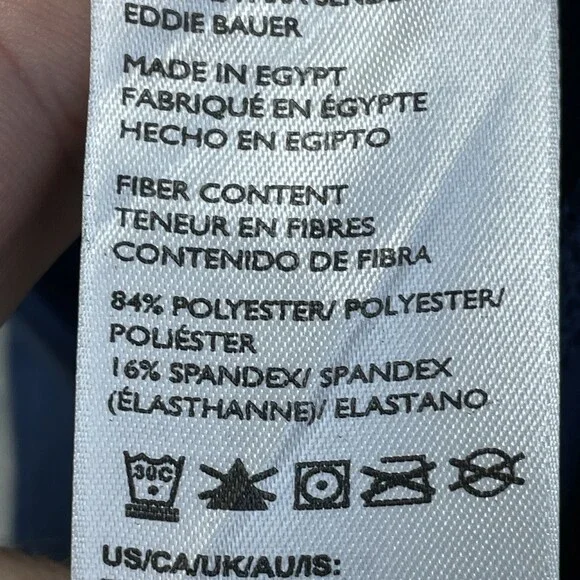 EDDIE BAUER
MADE IN EGYPT
FABRIQUÉ EN ÉGYPTE
HECHO EN EGIPTO
FIBER CONTENT
TENEUR EN FIBRES
CONTENIDO DE FIBRA
84% POLYESTER/ POLYESTER/
POLIÉSTER
16% SPANDEX/ SPANDEX
(ÉLASTHANNE)/ ELASTANO
30C
US/CA/UK/AU/IS: